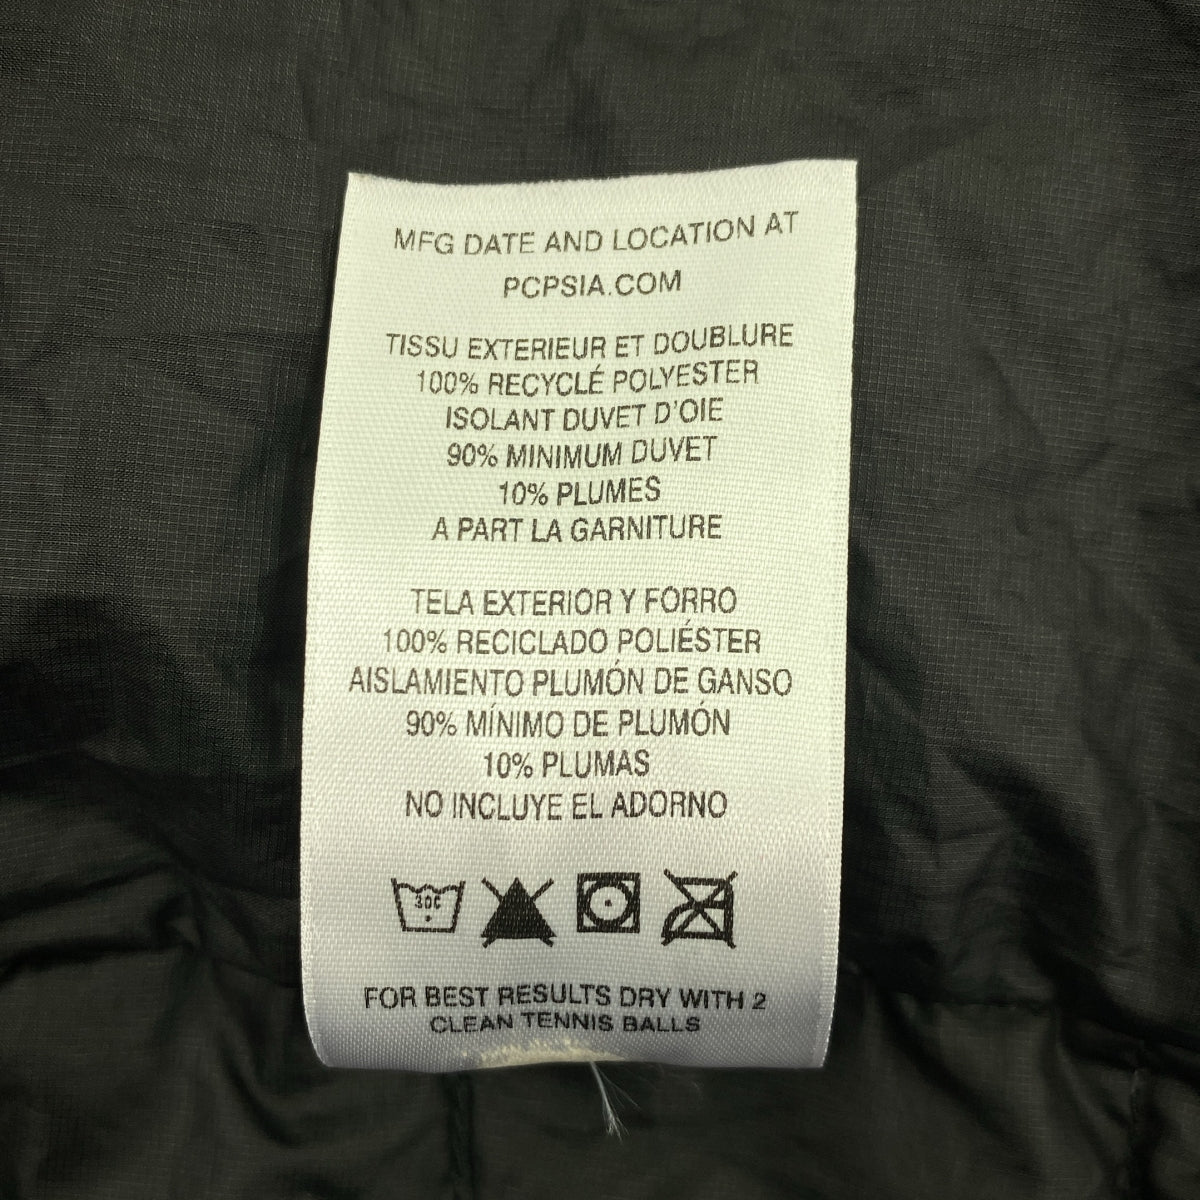 MFG DATE AND LOCATION AT
PCPSIA.COM
TISSU EXTERIEUR ET DOUBLURE
100% RECYCLÉ POLYESTER
ISOLANT DUVET D'OIE
90% MINIMUM DUVET
10% PLUMES
A PART LA GARNITURE
TELA EXTERIOR Y FORRO
100% RECICLADO POLIÉSTER
AISLAMIENTO PLUMÓN DE GANSO
90% MÍNIMO DE PLUMÓN
10% PLUMAS
NO INCLUYE EL ADORNO
30C
FOR BEST RESULTS DRY WITH 2
CLEAN TENNIS BALLS